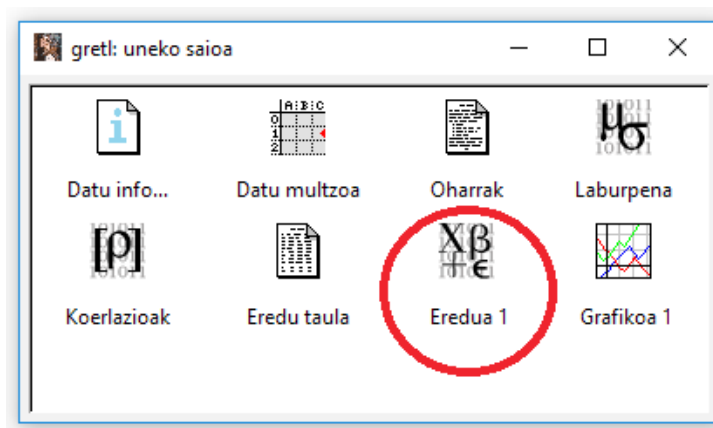 gretl: uneko saioa
Datu info... Datu multzoa Oharrak Laburpena
Koerlazioak Eredu taula Eredua 1 Grafikoa 1